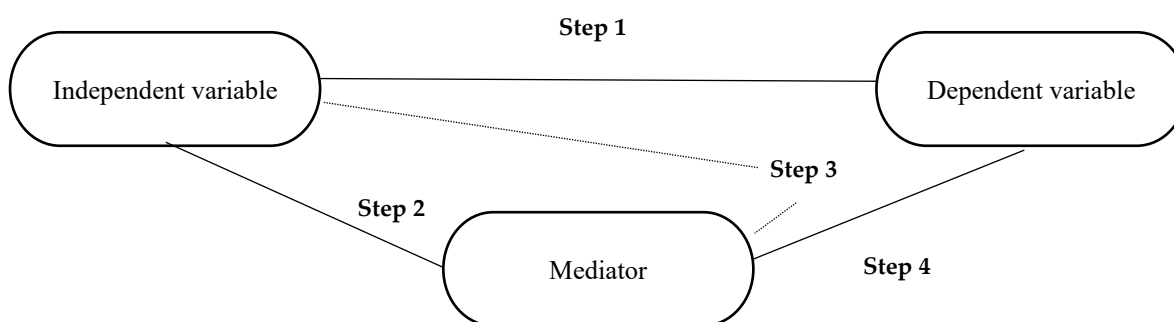 Step 1
Independent variable
Dependent variable
Step 3
Step 2
Mediator
Step 4